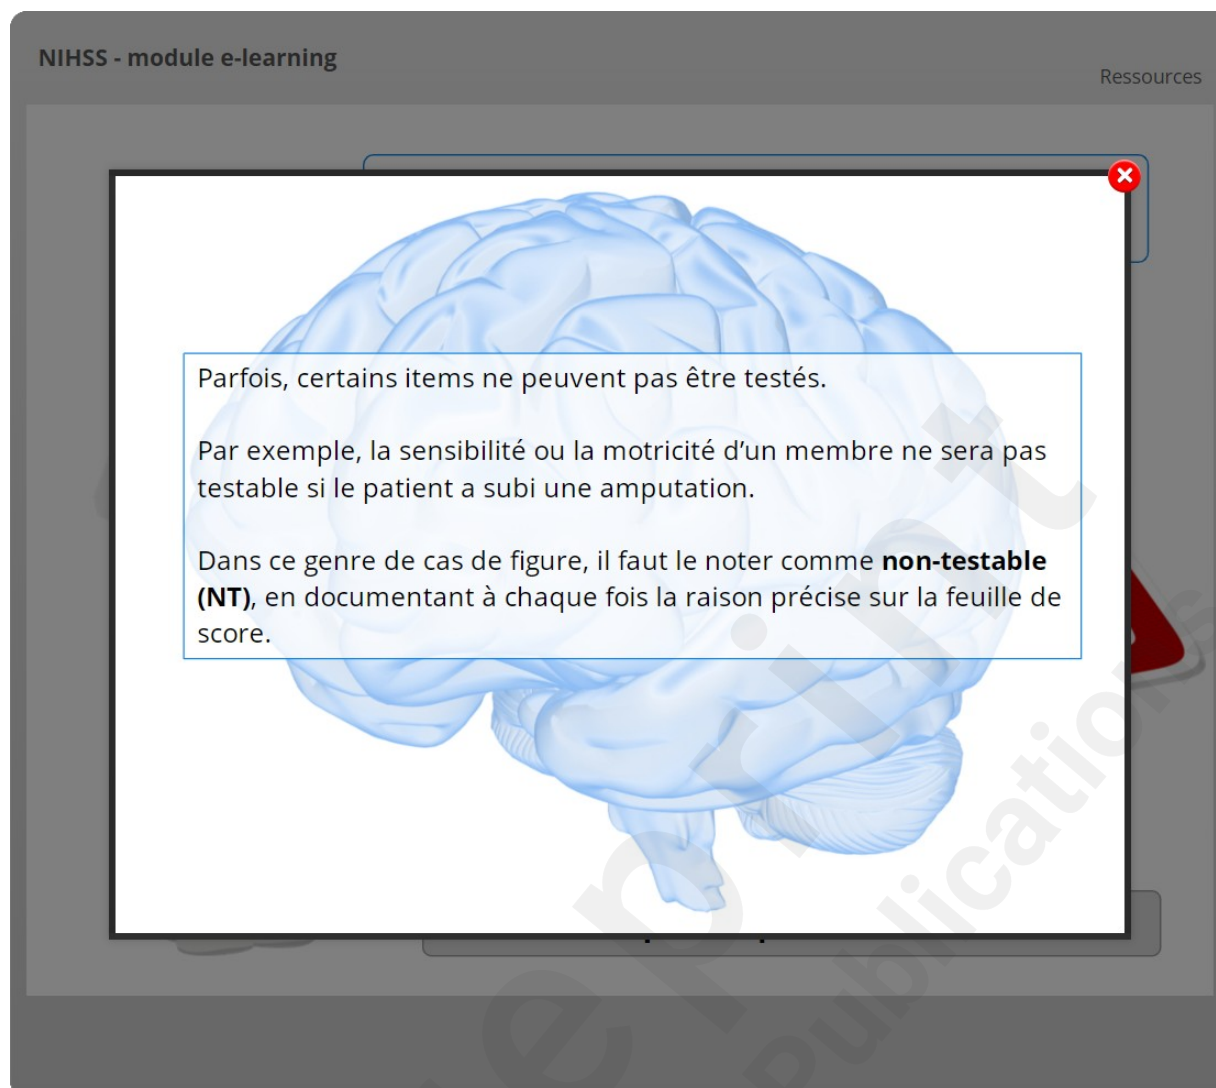 NIHSS - module e-learning
Ressources
Parfois, certains items ne peuvent pas être testés.
Par exemple, la sensibilité ou la motricité d’un membre ne sera pas
testable si le patient a subi une amputation.
Dans ce genre de cas de figure, il faut le noter comme non-testable
(NT), en documentant à chaque fois la raison précise sur la feuille de
score.